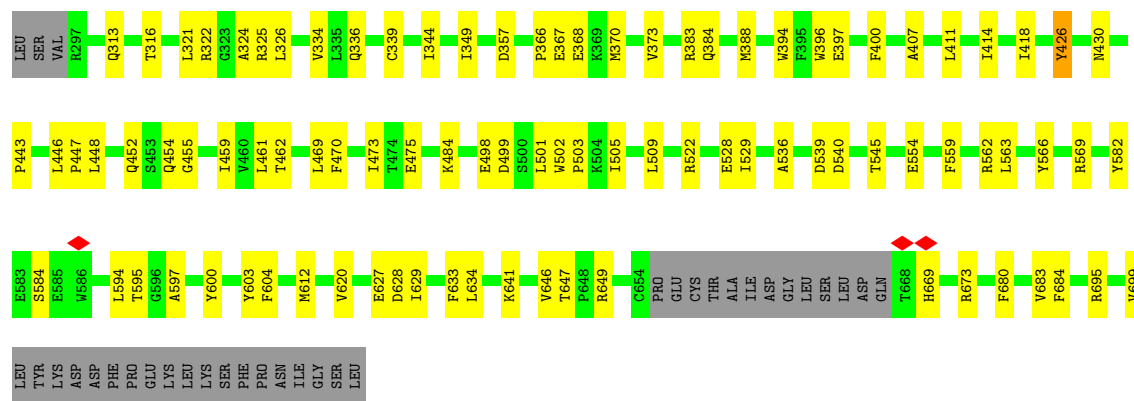 LEU SER VAL R297 Q313 T316 L321 R322 G323 A324 R325 L326 V334 L335 Q336 C339 I344 I349 D357 P366 E367 E368 K369 M370 V373 R383 Q384 M388 W394 F395 W396 E397 F400 A407 L411 I414 I418 Y426 N430
P443 L446 P447 L448 Q452 S453 Q454 G455 I459 V460 L461 T462 L469 F470 I473 T474 E475 K484 E498 D499 S500 L501 W502 P503 K504 I505 L509 R522 E528 I529 A536 D539 D540 T545 E554 F559 R562 L563 Y566 R569 Y582
E583 S584 E585 W586 L594 T595 G596 A597 Y600 Y603 F604 M612 V620 E627 D628 I629 F633 L634 K641 V646 T647 P648 R649 C654 PRO GLU CYS THR ALA ILE ASP GLY LEU SER LEU ASP GLN T668 H669 R673 F680 V683 F684 R695 V699
LEU TYR LYS ASP ASP PHE PRO GLU LYS LEU LYS SER PHE PRO ASN ILE GLY SER LEU